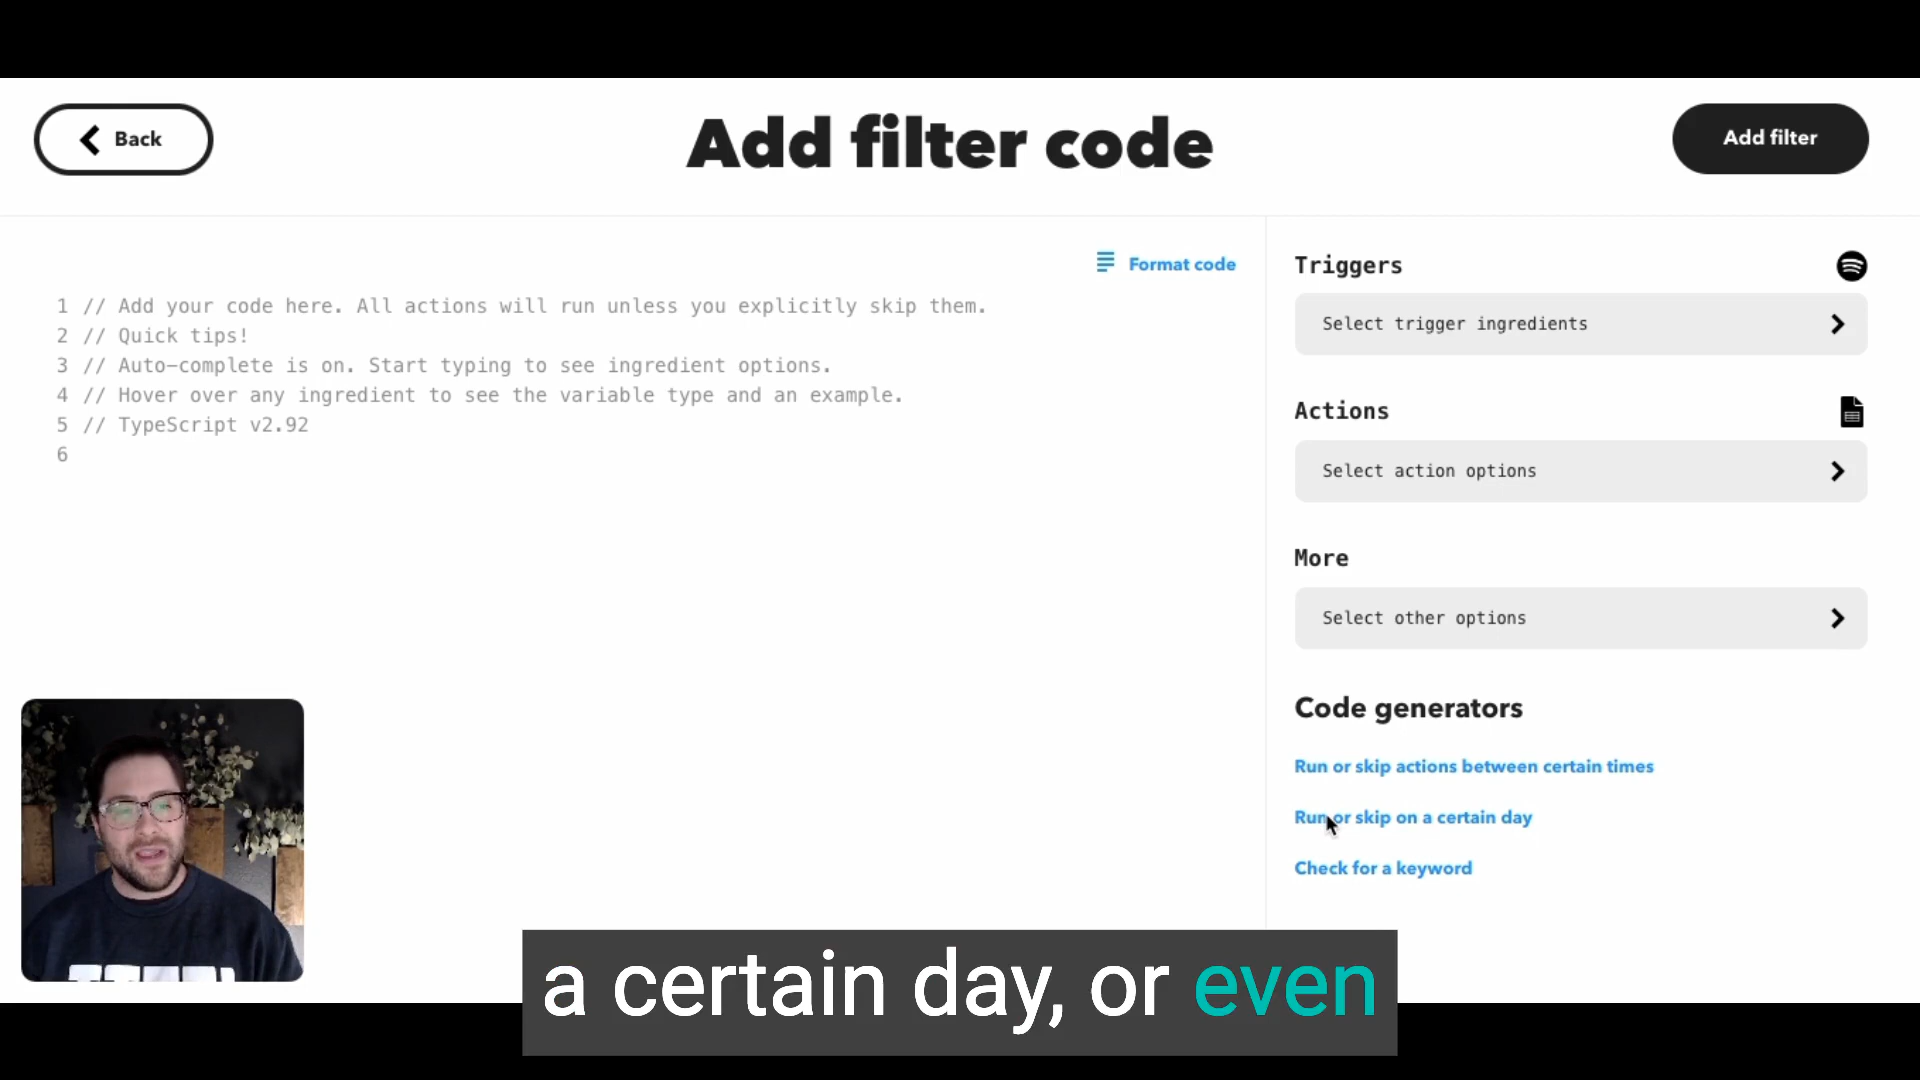 Back
Add filter code
Add filter
Format code
1 // Add your code here. All actions will run unless you explicitly skip them.
2 // Quick tips!
3 // Auto-complete is on. Start typing to see ingredient options.
4 // Hover over any ingredient to see the variable type and an example.
5 // TypeScript v2.92
6
Triggers
Select trigger ingredients
Actions
Select action options
More
Select other options
Code generators
Run or skip actions between certain times
Run or skip on a certain day
Check for a keyword
a certain day, or even